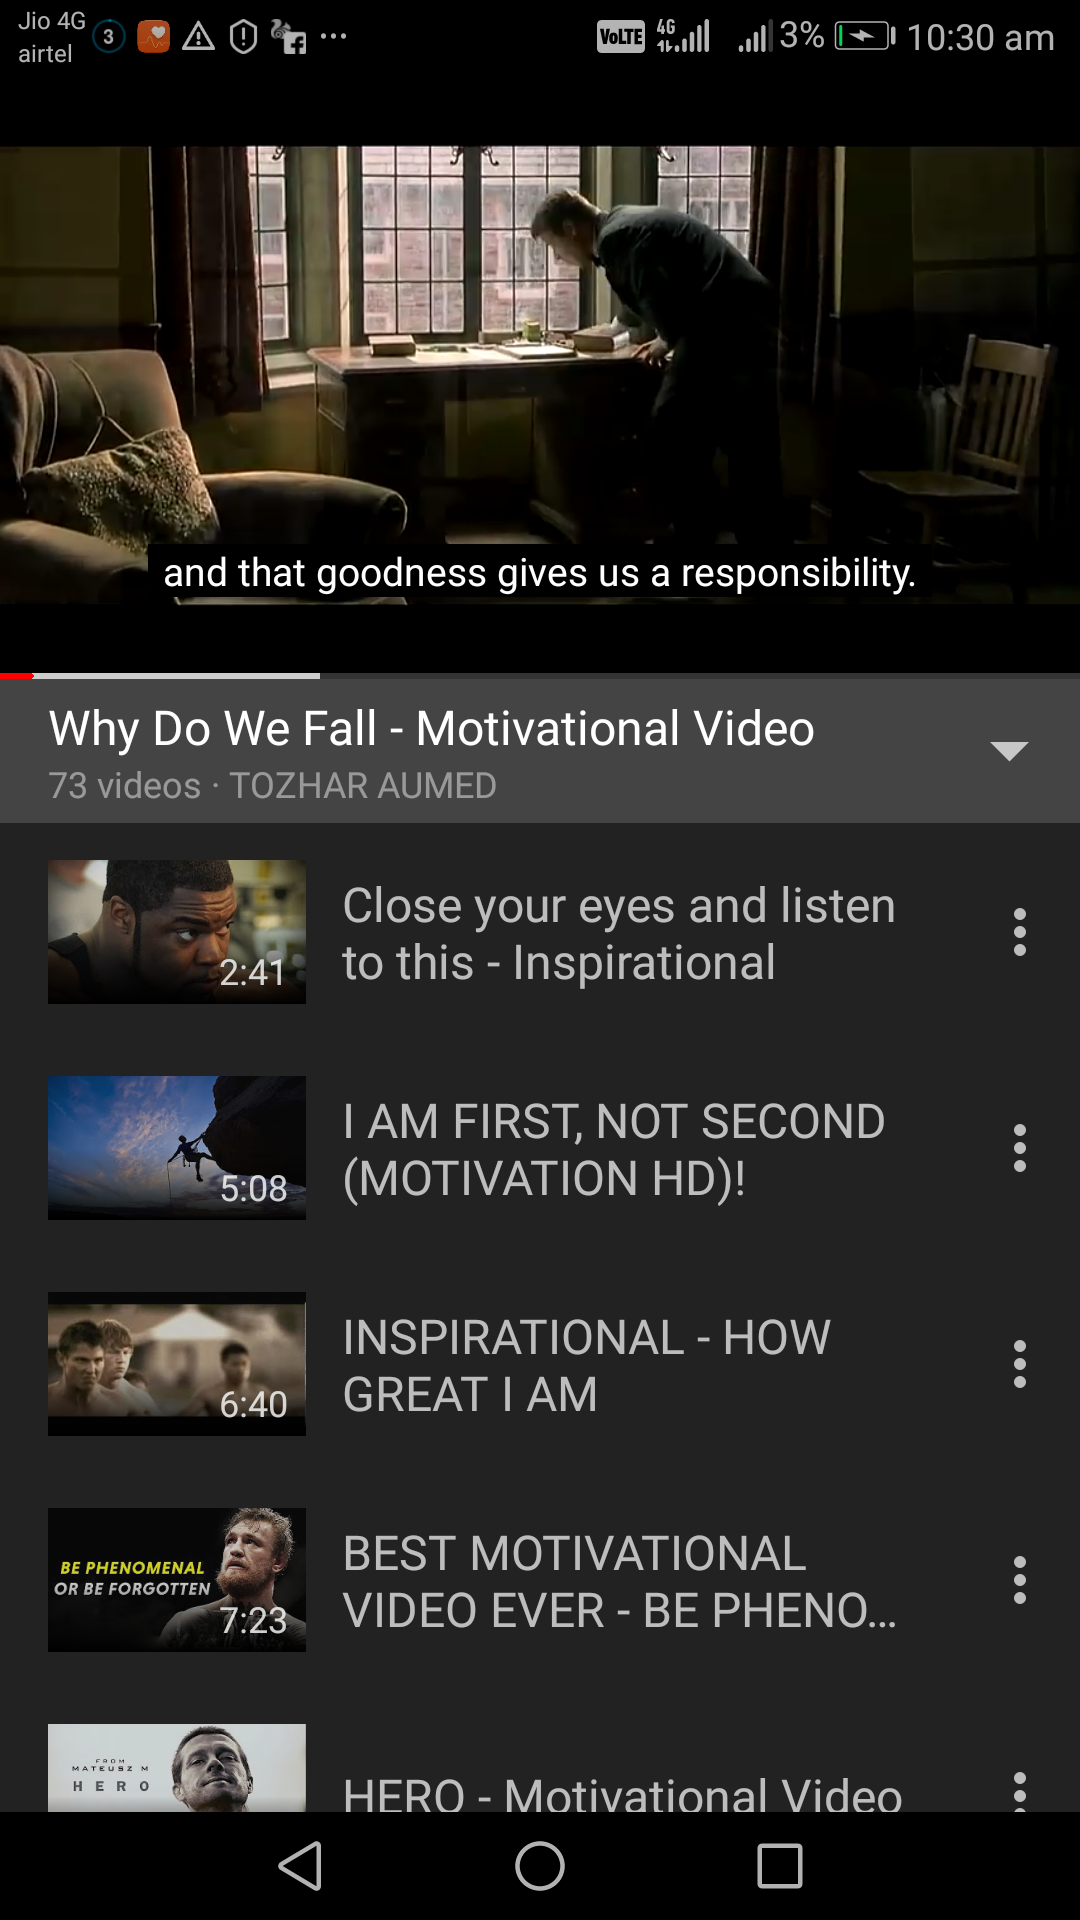 Jio 4G
airtel
3
VoLTE
4G
3%
10:30 am
and that goodness gives us a responsibility.
Why Do We Fall - Motivational Video
73 videos · TOZHAR AUMED
2:41
Close your eyes and listen
to this - Inspirational
5:08
I AM FIRST, NOT SECOND
(MOTIVATION HD)!
6:40
INSPIRATIONAL - HOW
GREAT I AM
BE PHENOMENAL
OR BE FORGOTTEN
7:23
BEST MOTIVATIONAL
VIDEO EVER - BE PHENO...
FROM
MATEUSZ M
HERO
HERO - Motivational Video